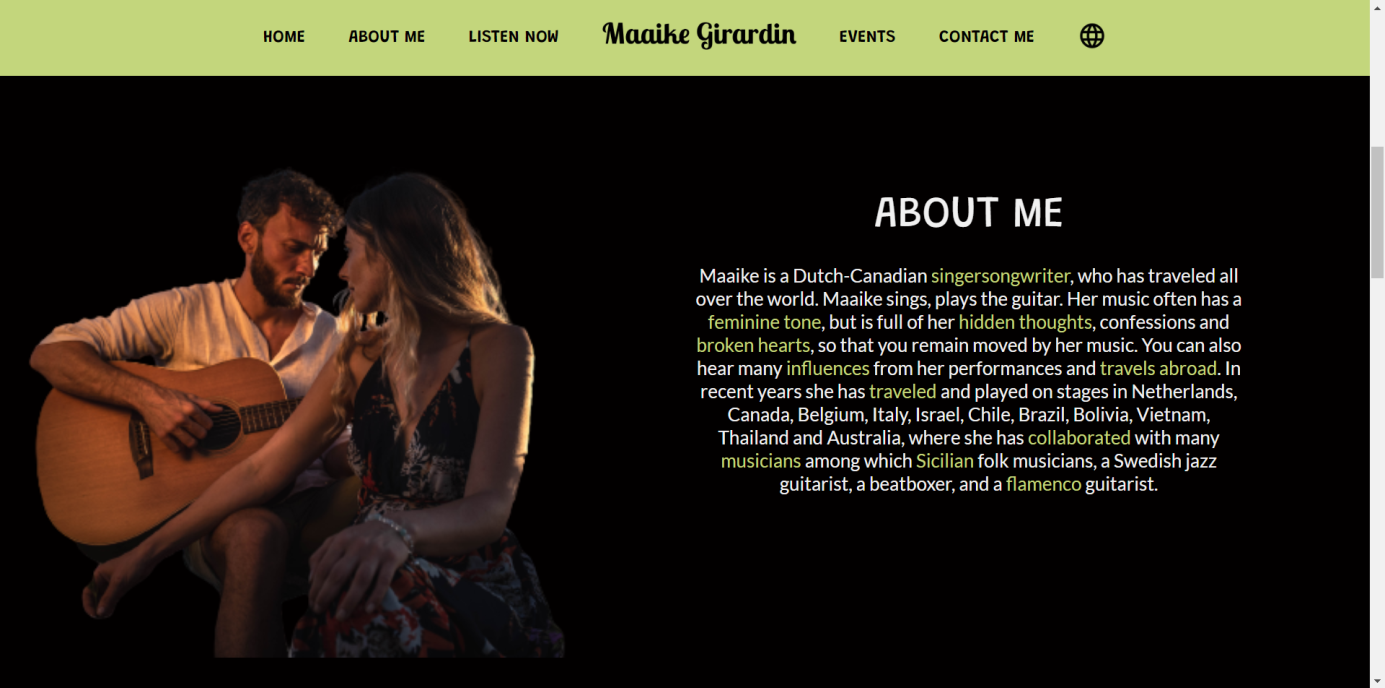 HOME ABOUT ME LISTEN NOW Maaike Girardin EVENTS CONTACT ME
ABOUT ME
Maaike is a Dutch-Canadian singersongwriter, who has traveled all
over the world. Maaike sings, plays the guitar. Her music often has a
feminine tone, but is full of her hidden thoughts, confessions and
broken hearts, so that you remain moved by her music. You can also
hear many influences from her performances and travels abroad. In
recent years she has traveled and played on stages in Netherlands,
Canada, Belgium, Italy, Israel, Chile, Brazil, Bolivia, Vietnam,
Thailand and Australia, where she has collaborated with many
musicians among which Sicilian folk musicians, a Swedish jazz
guitarist, a beatboxer, and a flamenco guitarist.